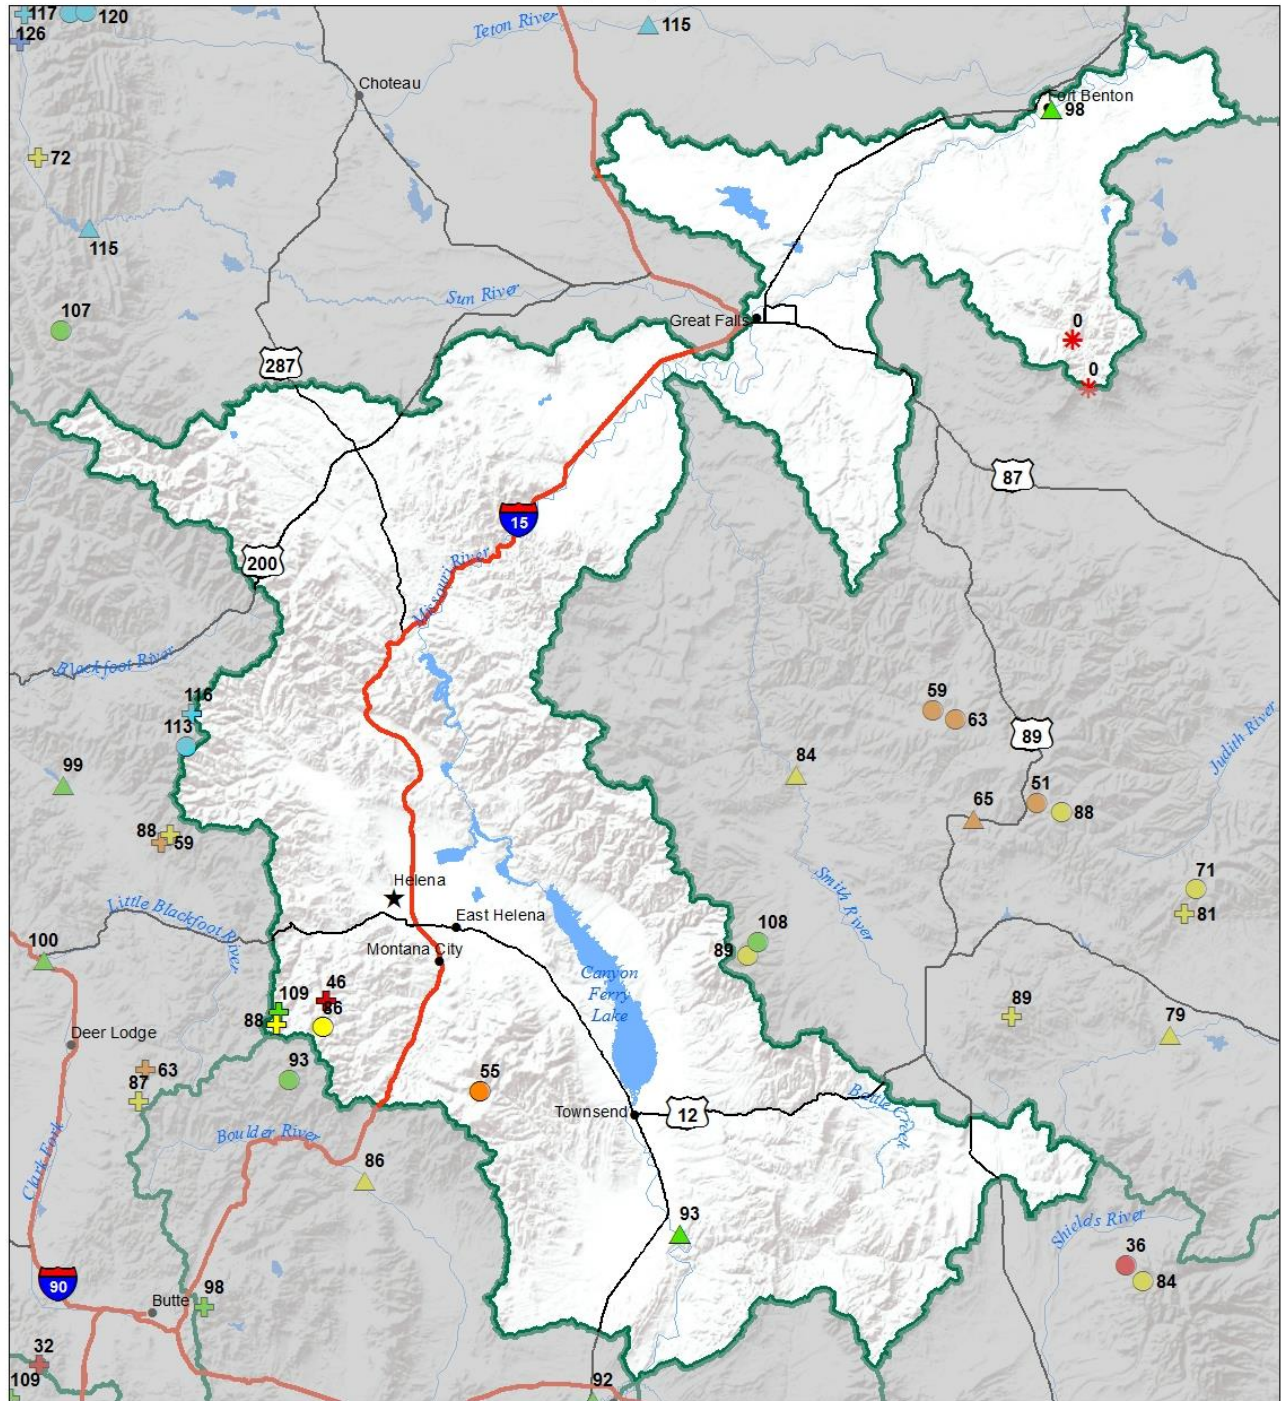 117
120
126
Teton River
115
Choteau
Fort Benton
98
72
115
107
Sun River
Great Falls
0
0
287
87
15
200
Missouri River
Blackfoot River
116
113
59
63
89
84
Judith River
99
51
88
65
88
59
71
81
Helena
Smith River
Little Blackfoot River
East Helena
108
89
100
Montana City
Canyon
Ferry
Lake
46
109
86
88
89
79
Deer Lodge
93
63
87
55
Townsend
12
Battle Creek
Boulder River
Clark Fork
86
93
Shields River
36
84
90
98
Butte
32
109
92